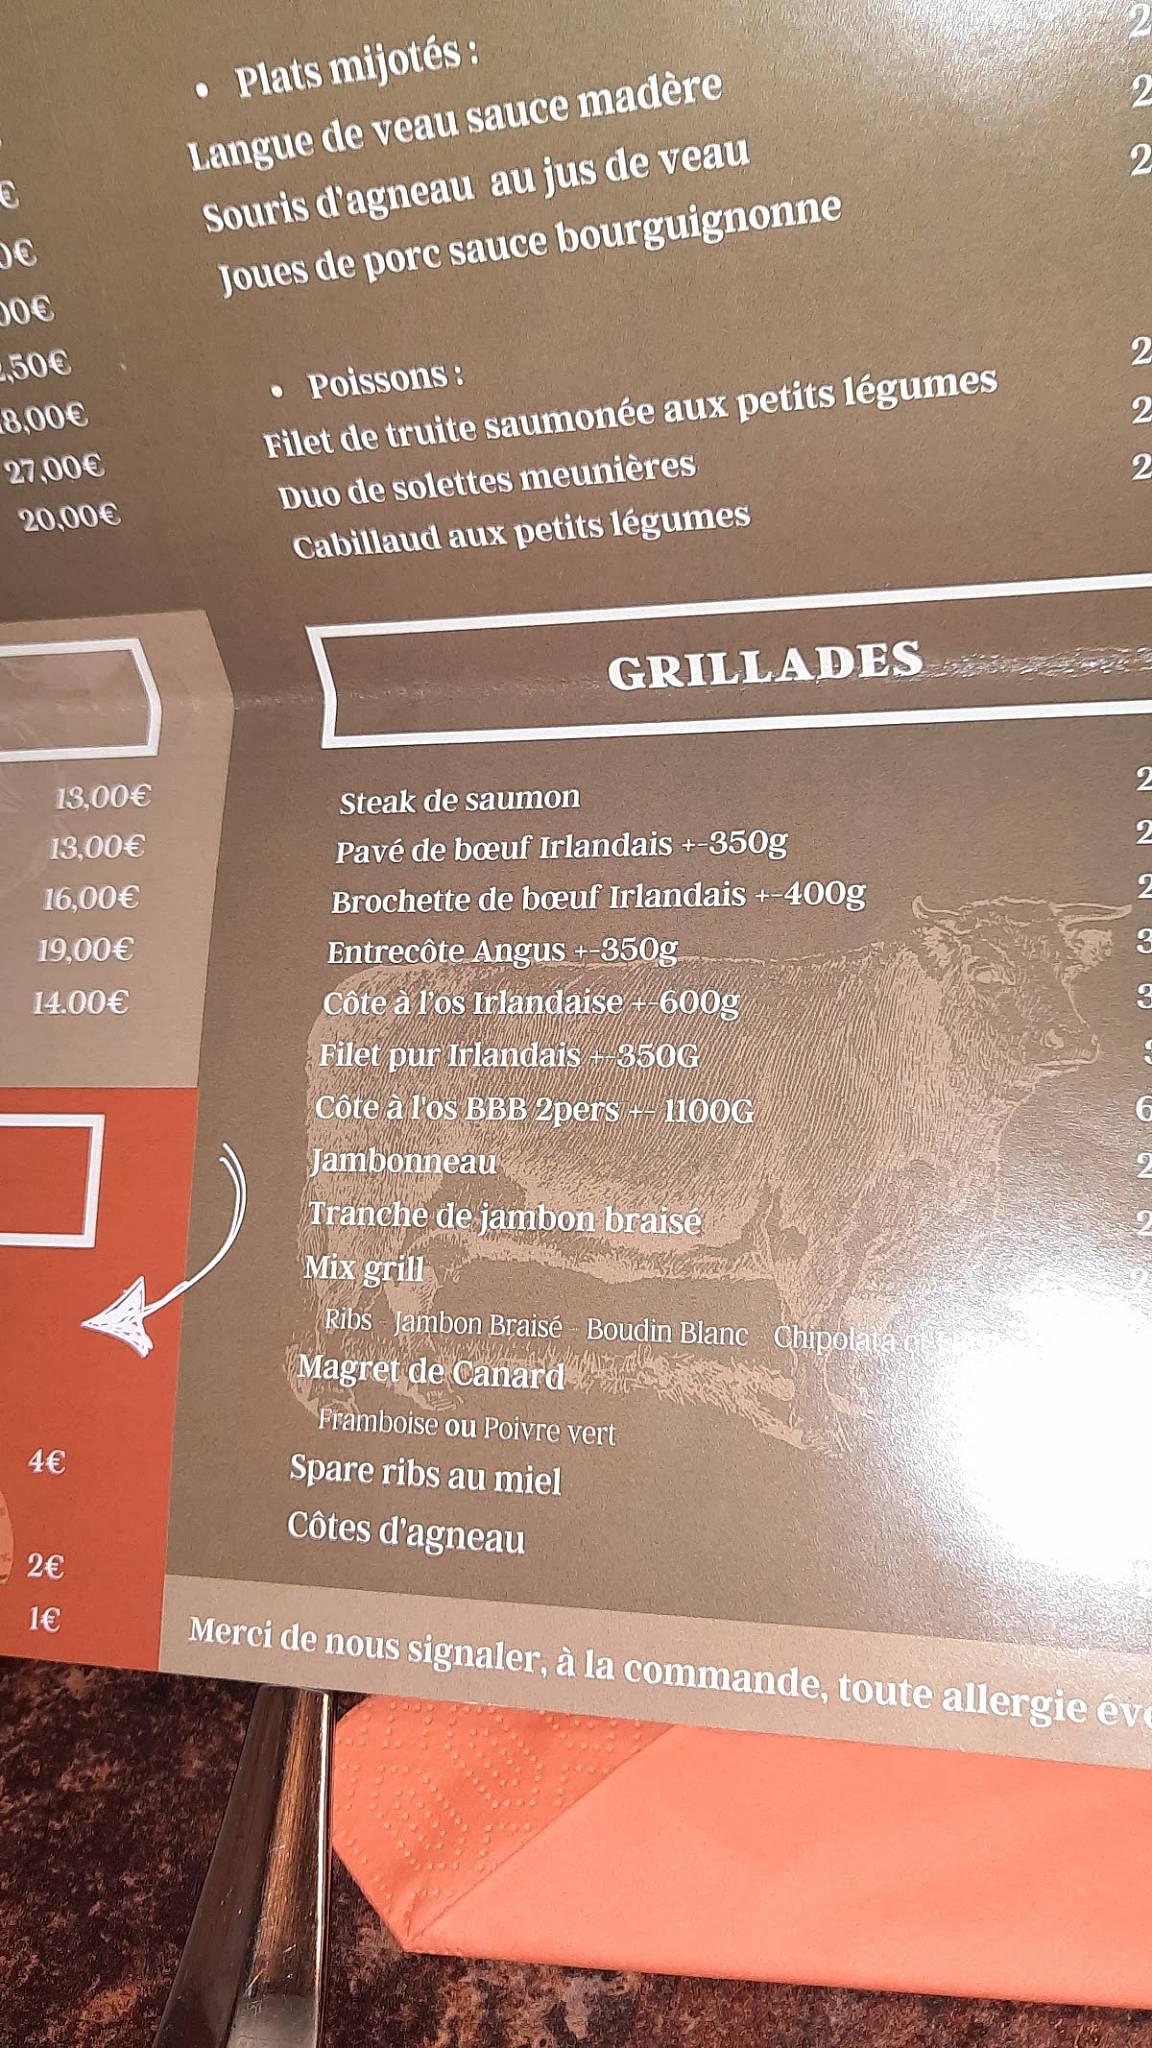 • Plats mijotés :
Langue de veau sauce madère
Souris d'agneau au jus de veau
Joues de porc sauce bourguignonne
• Poissons :
Filet de truite saumonée aux petits légumes
Duo de solettes meunières
Cabillaud aux petits légumes
27,00€
20,00€
13,00€
13,00€
16,00€
19,00€
14.00€
4€
2€
1€
GRILLADES
Steak de saumon
Pavé de bœuf Irlandais +-350g
Brochette de bœuf Irlandais +-400g
Entrecôte Angus +-350g
Côte à l'os Irlandaise +-600g
Filet pur Irlandais +-350G
Côte à l'os BBB 2pers +- 1100G
Jambonneau
Tranche de jambon braisé
Mix grill
Ribs - Jambon Braisé - Boudin Blanc - Chipolata
Magret de Canard
Framboise ou Poivre vert
Spare ribs au miel
Côtes d'agneau
Merci de nous signaler, à la commande, toute allergie